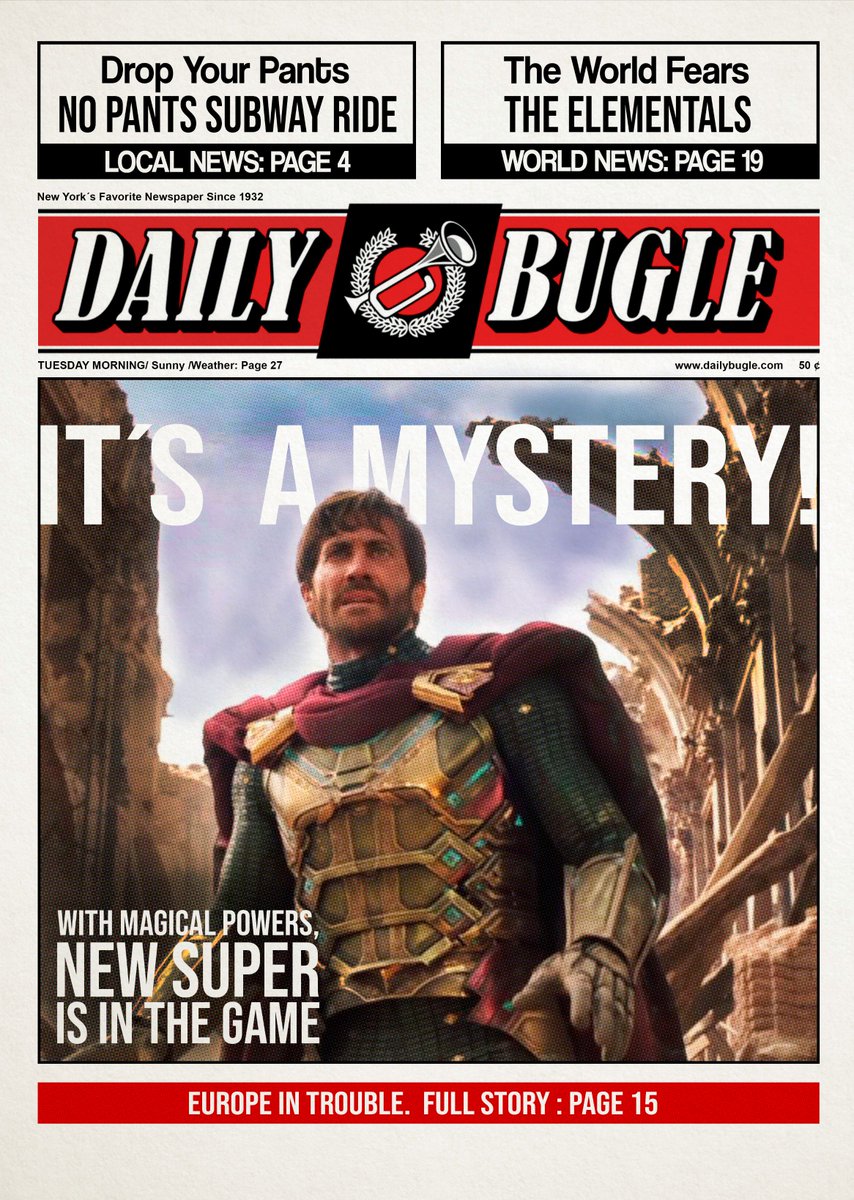 Drop Your Pants
NO PANTS SUBWAY RIDE
LOCAL NEWS: PAGE 4
The World Fears
THE ELEMENTALS
WORLD NEWS: PAGE 19
New York´s Favorite Newspaper Since 1932
DAILY BUGLE
TUESDAY MORNING/ Sunny /Weather: Page 27
www.dailybugle.com 50 ¢
IT´S A MYSTERY!
WITH MAGICAL POWERS,
NEW SUPER
IS IN THE GAME
EUROPE IN TROUBLE. FULL STORY : PAGE 15